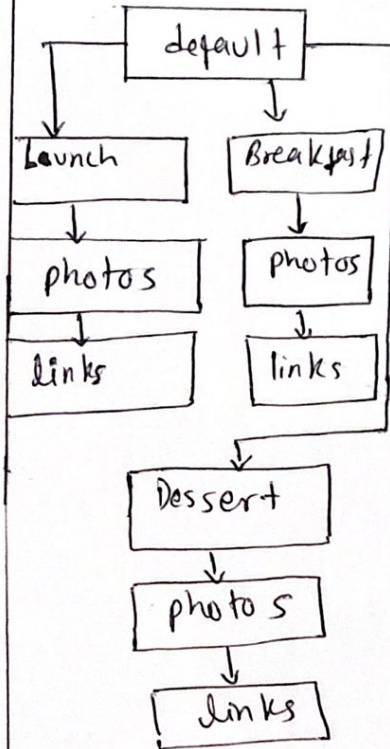 default
Launch
Breakfast
photos
photos
links
links
Dessert
photos
links